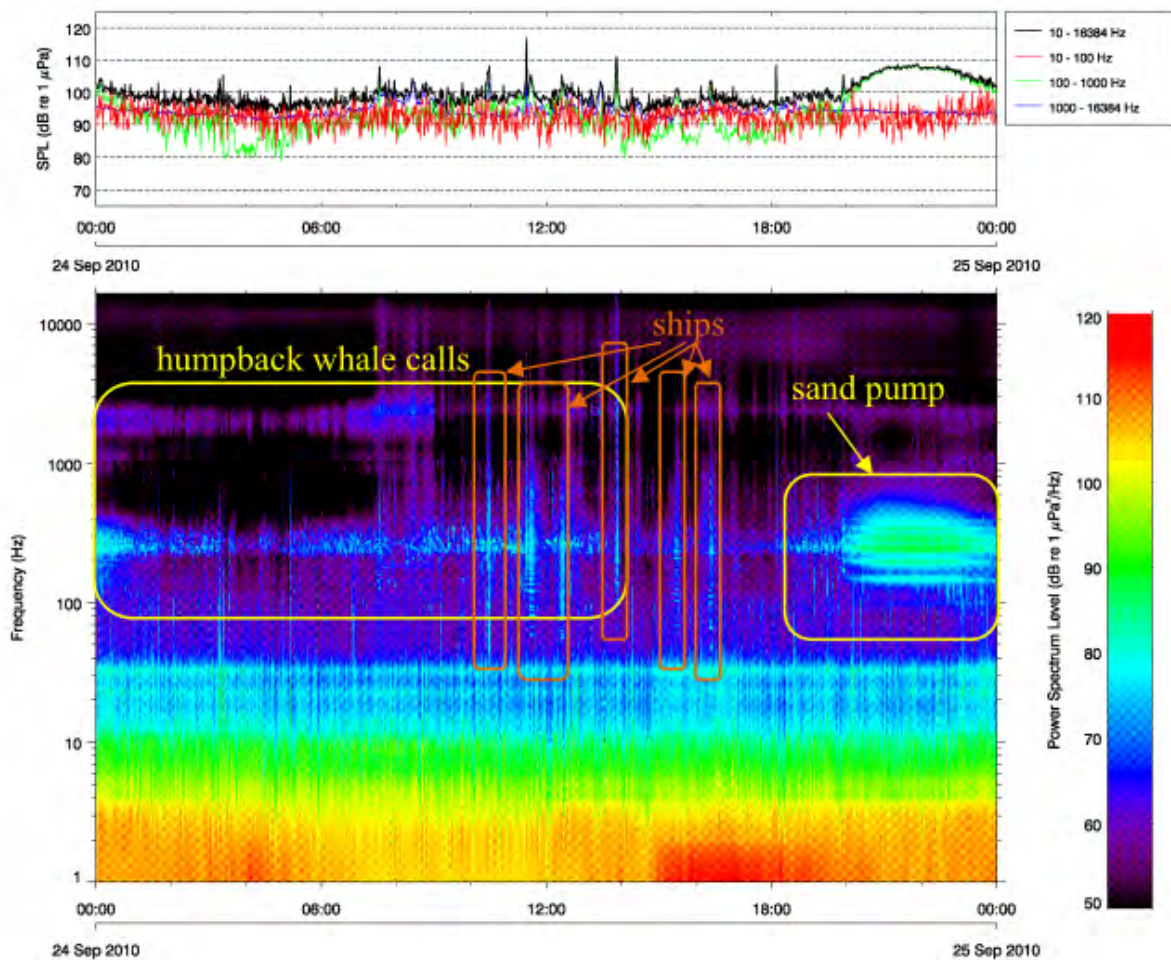 120
110
100
90
80
70
SPL (dB re 1 µPa)
10 - 16384 Hz
10 - 100 Hz
100 - 1000 Hz
1000 - 16384 Hz
00:00 06:00 12:00 18:00 00:00
24 Sep 2010 25 Sep 2010
10000
1000
100
10
1
Frequency (Hz)
humpback whale calls
ships
sand pump
120
110
100
90
80
70
60
50
Power Spectrum Level (dB re 1 µPa²/Hz)
00:00 06:00 12:00 18:00 00:00
24 Sep 2010 25 Sep 2010